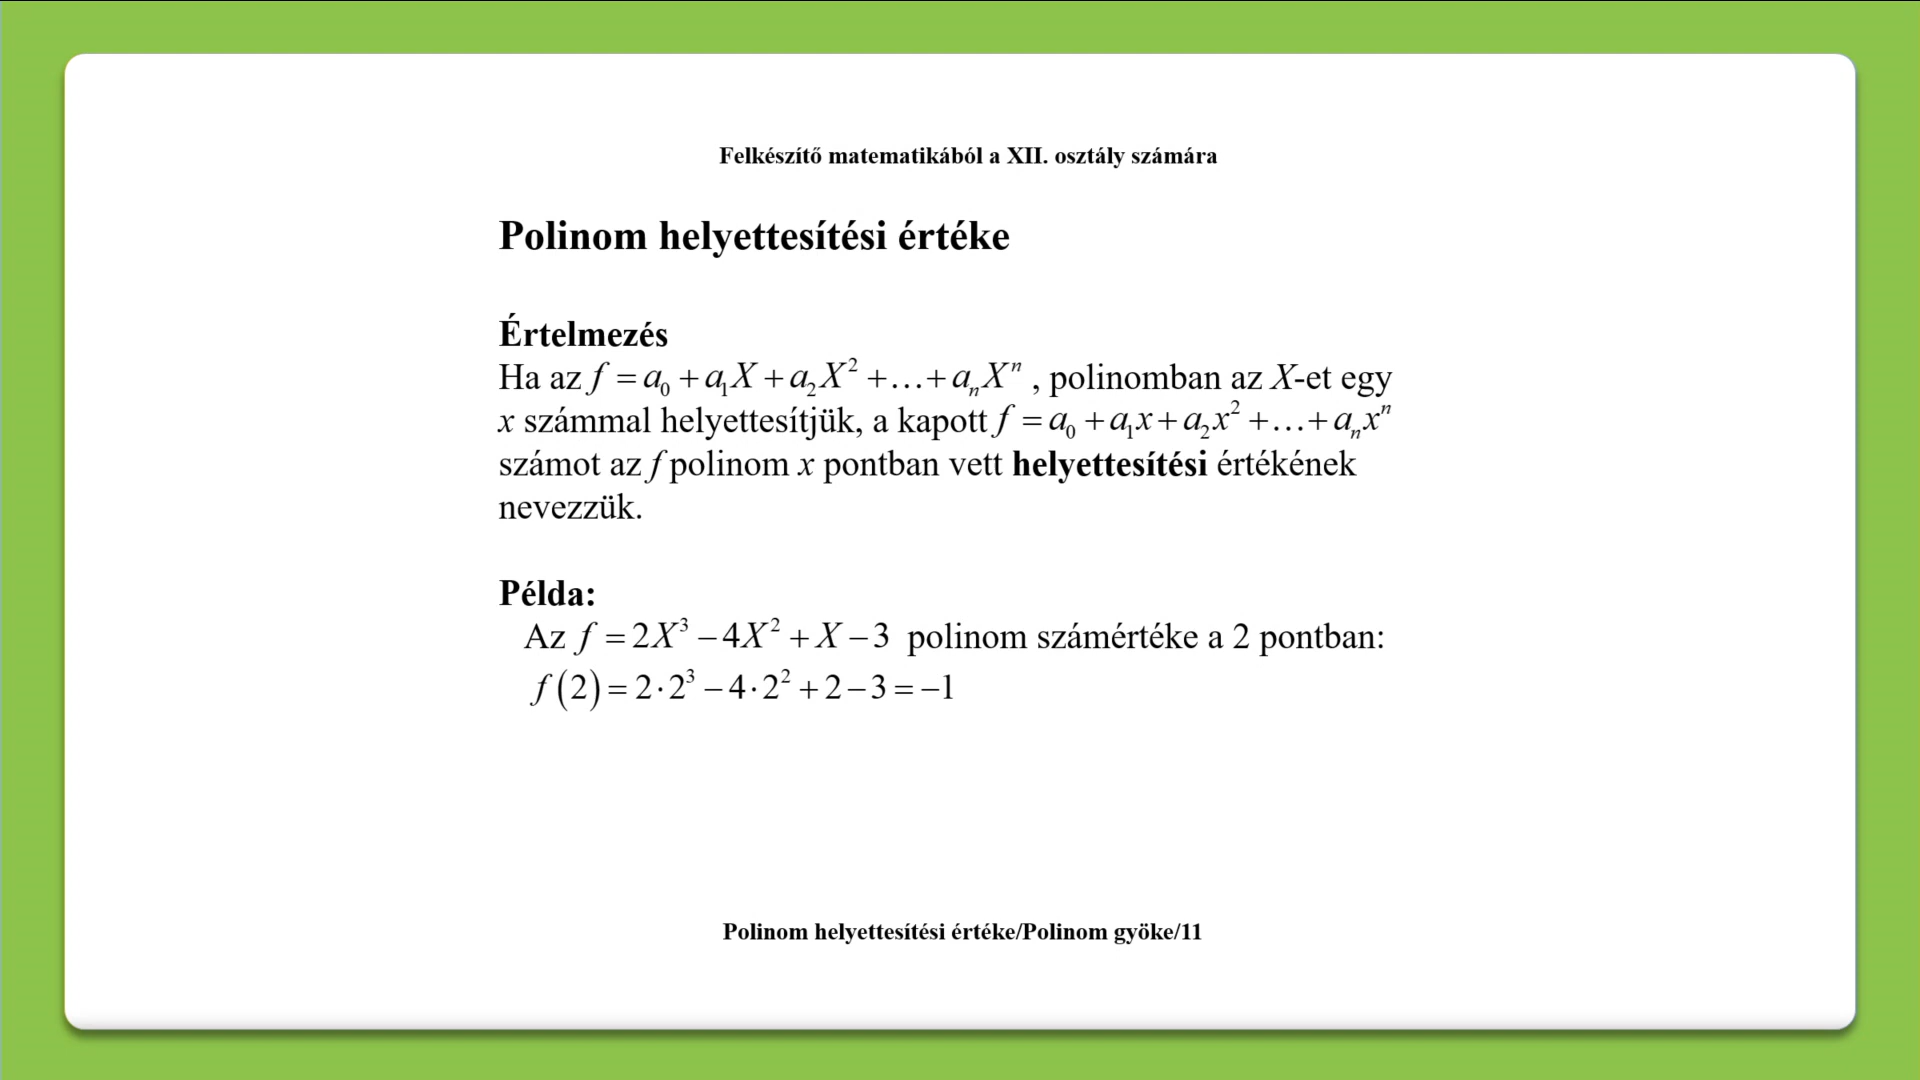 Felkészítő matematikából a XII. osztály számára
Polinom helyettesítési értéke
Értelmezés
Ha az f = a₀ + a₁X + a₂X² + … + aₙXⁿ , polinomban az X-et egy
x számmal helyettesítjük, a kapott f = a₀ + a₁x + a₂x² + … + aₙxⁿ
számot az f polinom x pontban vett helyettesítési értékének
nevezzük.
Példa:
Az f = 2X³ − 4X² + X − 3 polinom számértéke a 2 pontban:
f(2) = 2·2³ − 4·2² + 2 − 3 = −1
Polinom helyettesítési értéke/Polinom gyöke/11